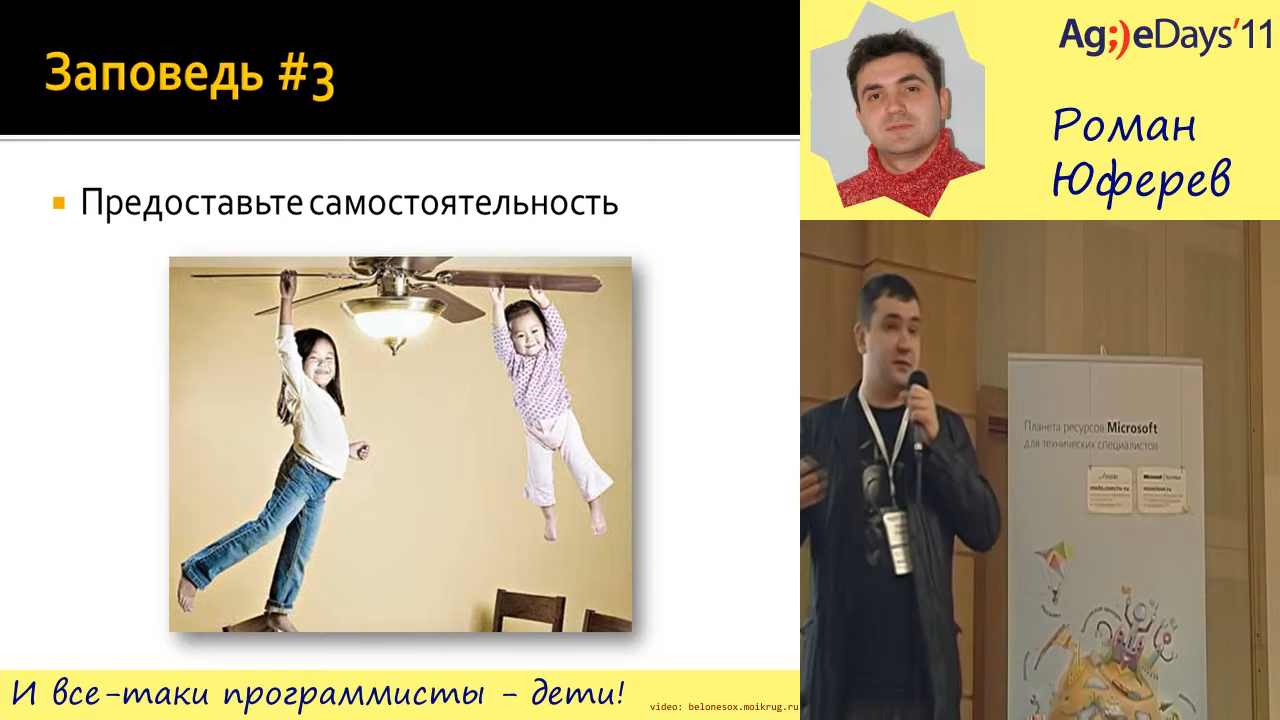 Заповедь #3
Предоставьте самостоятельность
И все-таки программисты - дети!
video: belonesox.moikrug.ru
Ag;)eDays'11
Роман
Юферев
Планета ресурсов Microsoft
для технических специалистов